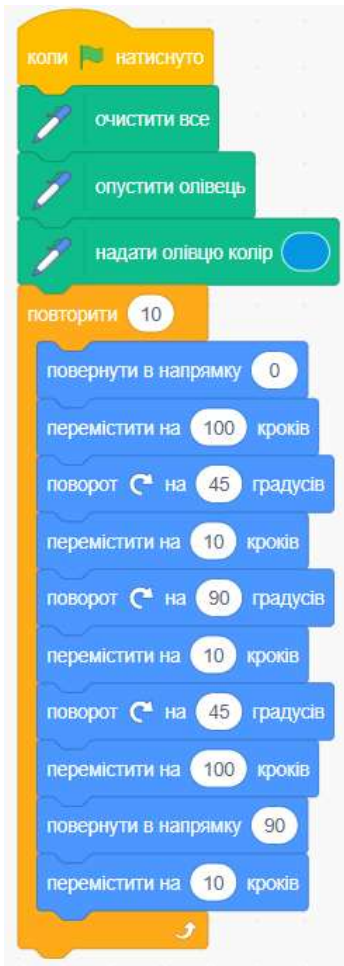 коли натиснуто
очистити все
опустити олівець
надати олівцю колір
повторити 10
повернути в напрямку 0
перемістити на 100 кроків
поворот на 45 градусів
перемістити на 10 кроків
поворот на 90 градусів
перемістити на 10 кроків
поворот на 45 градусів
перемістити на 100 кроків
повернути в напрямку 90
перемістити на 10 кроків